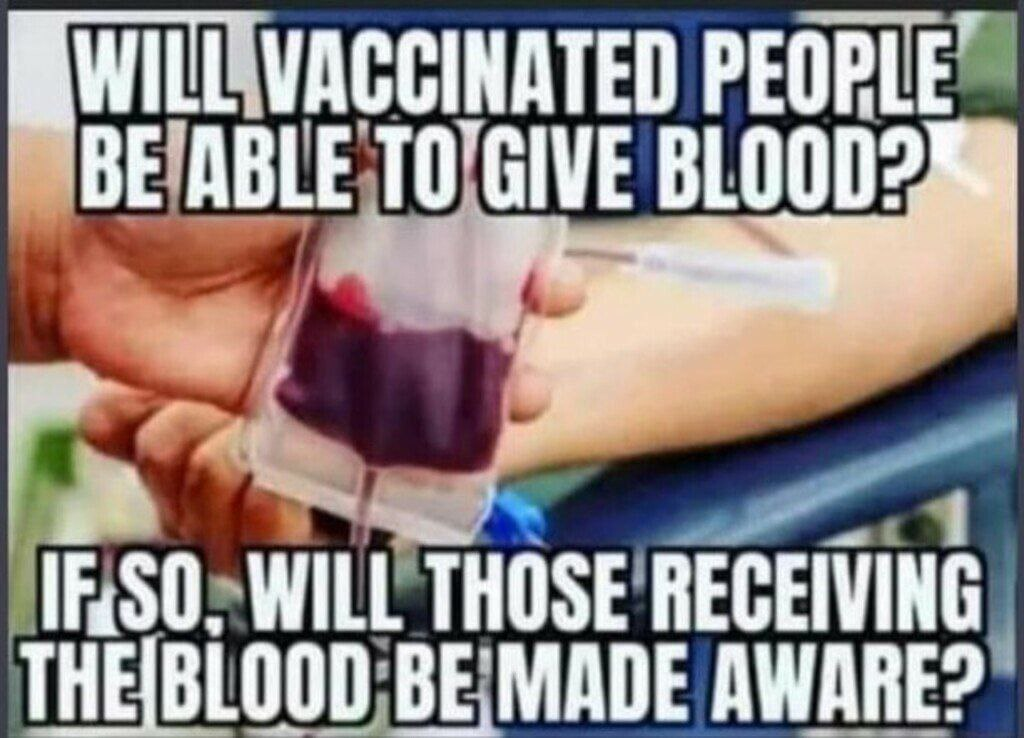 WILL VACCINATED PEOPLE
BE ABLE TO GIVE BLOOD?
IF SO, WILL THOSE RECEIVING
THE BLOOD BE MADE AWARE?